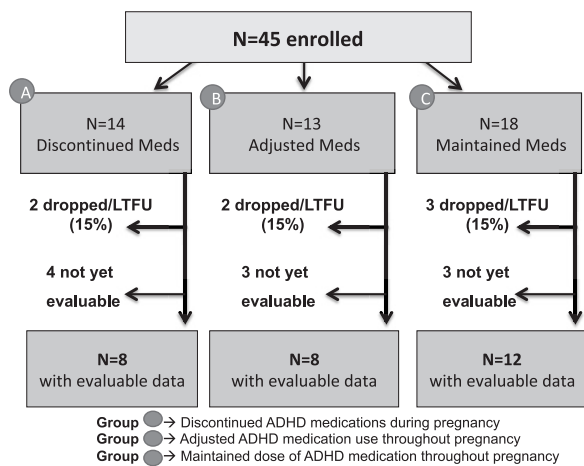 N=45 enrolled
A
B
C
N=14
Discontinued Meds
N=13
Adjusted Meds
N=18
Maintained Meds
2 dropped/LTFU
(15%)
2 dropped/LTFU
(15%)
3 dropped/LTFU
(15%)
4 not yet
evaluable
3 not yet
evaluable
3 not yet
evaluable
N=8
with evaluable data
N=8
with evaluable data
N=12
with evaluable data
Group → Discontinued ADHD medications during pregnancy
Group → Adjusted ADHD medication use throughout pregnancy
Group → Maintained dose of ADHD medication throughout pregnancy